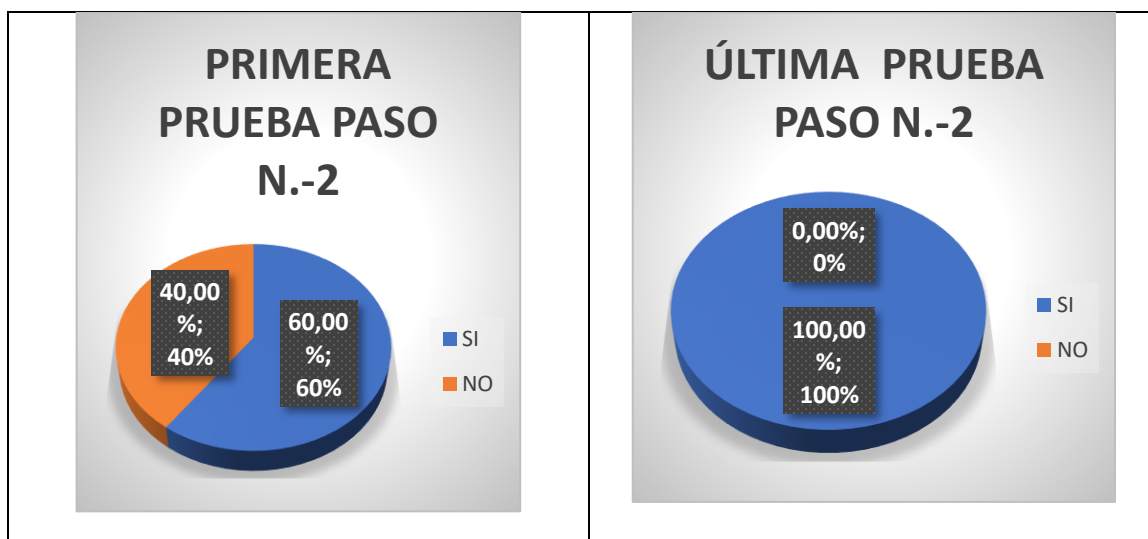 PRIMERA
PRUEBA PASO
N.-2
40,00
%;
40%
60,00
%;
60%
SI
NO
ÚLTIMA PRUEBA
PASO N.-2
0,00%;
0%
100,00
%;
100%
SI
NO